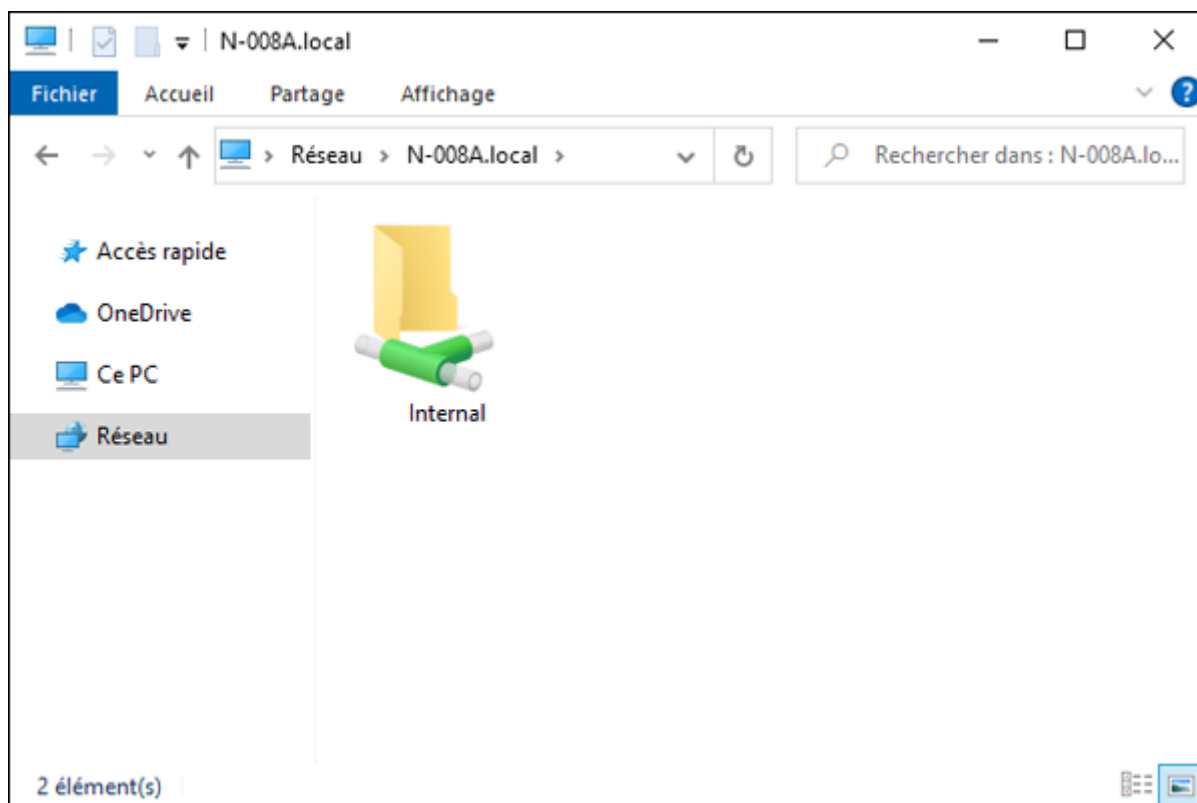 N-008A.local
Fichier Accueil Partage Affichage ?
Réseau > N-008A.local > Rechercher dans : N-008A.lo...
Accès rapide
OneDrive
Ce PC
Réseau
Internal
2 élément(s)